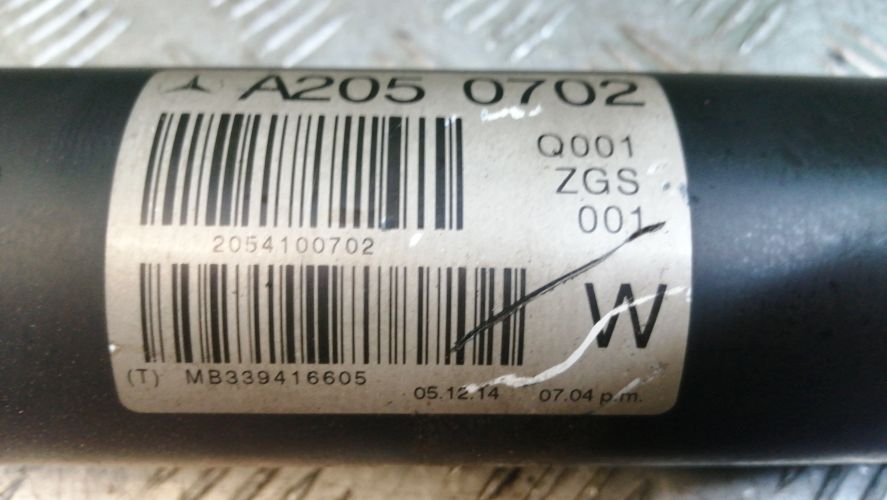 A205 0702
Q001
ZGS
001
2054100702
W
(T) MB339416605
05.12.14 07.04 p.m.